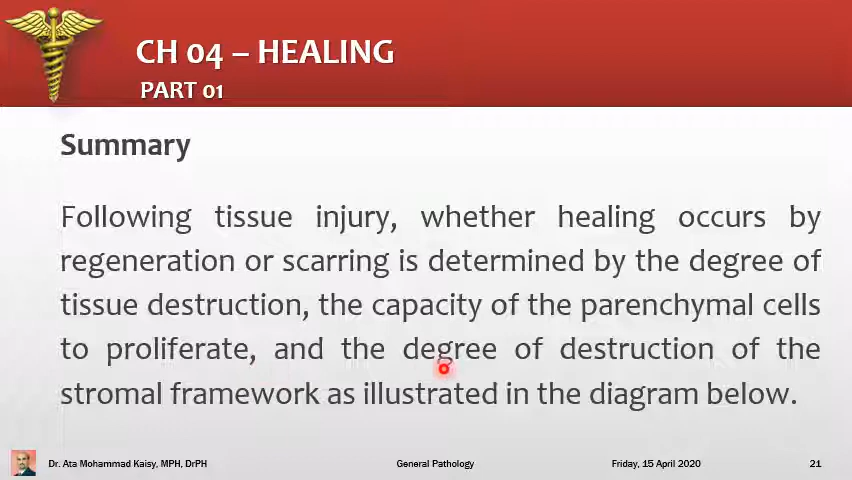 CH 04 – HEALING
PART 01
Summary
Following tissue injury, whether healing occurs by
regeneration or scarring is determined by the degree of
tissue destruction, the capacity of the parenchymal cells
to proliferate, and the degree of destruction of the
stromal framework as illustrated in the diagram below.
Dr. Ata Mohammad Kaisy, MPH, DrPH General Pathology Friday, 15 April 2020 21